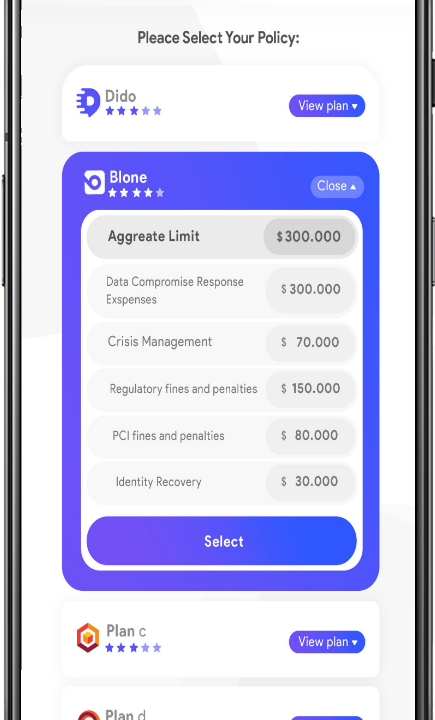 Pleace Select Your Policy:
Dido
View plan
Blone
Close
Aggreate Limit
$300.000
Data Compromise Response
Exspenses
$300.000
Crisis Management
$ 70.000
Regulatory fines and penalties
$ 150.000
PCI fines and penalties
$ 80.000
Identity Recovery
$ 30.000
Select
Plan c
View plan
Plan d